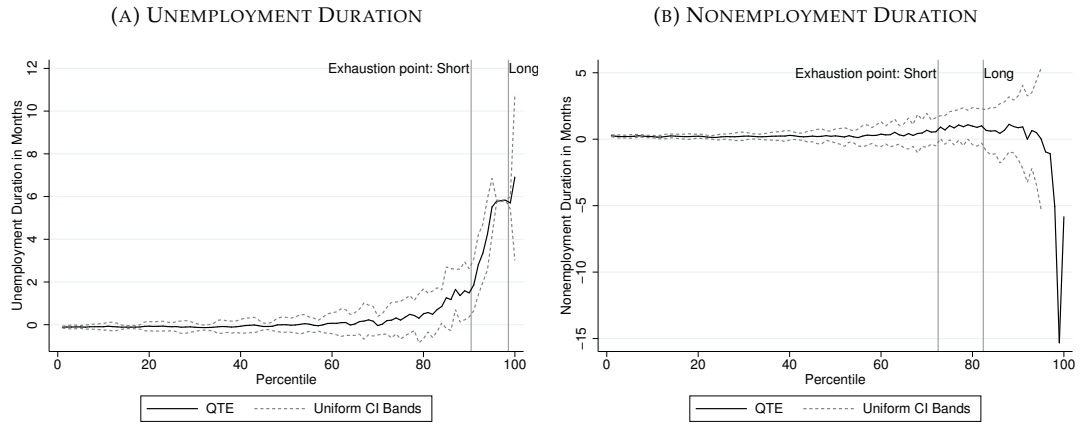 (A) UNEMPLOYMENT DURATION
Exhaustion point: Short
Long
Unemployment Duration in Months
12
10
8
6
4
2
0
0
20
40
60
80
100
Percentile
QTE
Uniform CI Bands
(B) NONEMPLOYMENT DURATION
Exhaustion point: Short
Long
Nonemployment Duration in Months
5
0
−5
−10
−15
0
20
40
60
80
100
Percentile
QTE
Uniform CI Bands